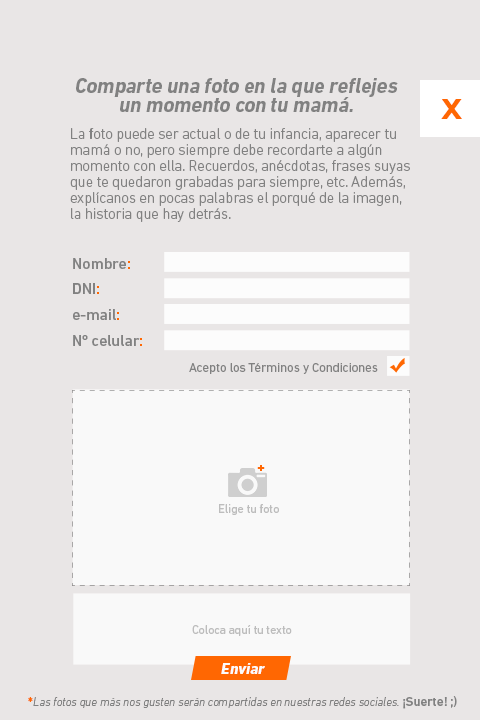 Comparte una foto en la que reflejes
un momento con tu mamá.
X
La foto puede ser actual o de tu infancia, aparecer tu
mamá o no, pero siempre debe recordarte a algún
momento con ella. Recuerdos, anécdotas, frases suyas
que te quedaron grabadas para siempre, etc. Además,
explícanos en pocas palabras el porqué de la imagen,
la historia que hay detrás.
Nombre:
DNI:
e-mail:
N° celular:
Acepto los Términos y Condiciones
Elige tu foto
Coloca aquí tu texto
Enviar
*Las fotos que más nos gusten serán compartidas en nuestras redes sociales. ¡Suerte! ;)